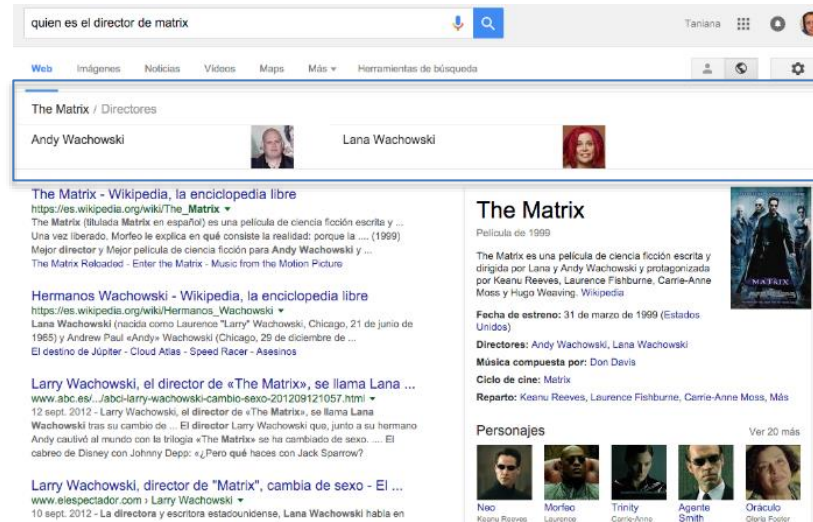 quien es el director de matrix
Taniana
Web Imágenes Noticias Vídeos Maps Más Herramientas de búsqueda
The Matrix / Directores
Andy Wachowski Lana Wachowski
The Matrix - Wikipedia, la enciclopedia libre
https://es.wikipedia.org/wiki/The_Matrix
The Matrix (titulada Matrix en español) es una película de ciencia ficción escrita y ...
Una vez liberado, Morfeo le explica en qué consiste la realidad: porque la .... (1999)
Mejor director y Mejor película de ciencia ficción para Andy Wachowski y ...
The Matrix Reloaded - Enter the Matrix - Music from the Motion Picture
Hermanos Wachowski - Wikipedia, la enciclopedia libre
https://es.wikipedia.org/wiki/Hermanos_Wachowski
Lana Wachowski (nacida como Laurence "Larry" Wachowski, Chicago, 21 de junio de
1965) y Andrew Paul «Andy» Wachowski (Chicago, 29 de diciembre de ...
El destino de Júpiter - Cloud Atlas - Speed Racer - Asesinos
Larry Wachowski, el director de «The Matrix», se llama Lana ...
www.abc.es/.../abci-larry-wachowski-cambio-sexo-201209121057.html
12 sept. 2012 - Larry Wachowski, el director de «The Matrix», se llama Lana
Wachowski tras su cambio de ... El director Larry Wachowski que, junto a su hermano
Andy cautivó al mundo con la trilogía «The Matrix» se ha cambiado de sexo. .... El
cabreo de Disney con Johnny Depp: «¿Pero qué haces con Jack Sparrow?
Larry Wachowski, director de "Matrix", cambia de sexo - El ...
www.elespectador.com › Larry Wachowski
10 sept. 2012 - La directora y escritora estadounidense, Lana Wachowski habla en
The Matrix
Película de 1999
MATRIX
The Matrix es una película de ciencia ficción escrita y
dirigida por Lana y Andy Wachowski y protagonizada
por Keanu Reeves, Laurence Fishburne, Carrie-Anne
Moss y Hugo Weaving. Wikipedia
Fecha de estreno: 31 de marzo de 1999 (Estados
Unidos)
Directores: Andy Wachowski, Lana Wachowski
Música compuesta por: Don Davis
Ciclo de cine: Matrix
Reparto: Keanu Reeves, Laurence Fishburne, Carrie-Anne Moss, Más
Personajes Ver 20 más
Neo Morfeo Trinity Agente Oráculo
Keanu Reeves Laurence Carrie-Anne Smith Gloria Foster